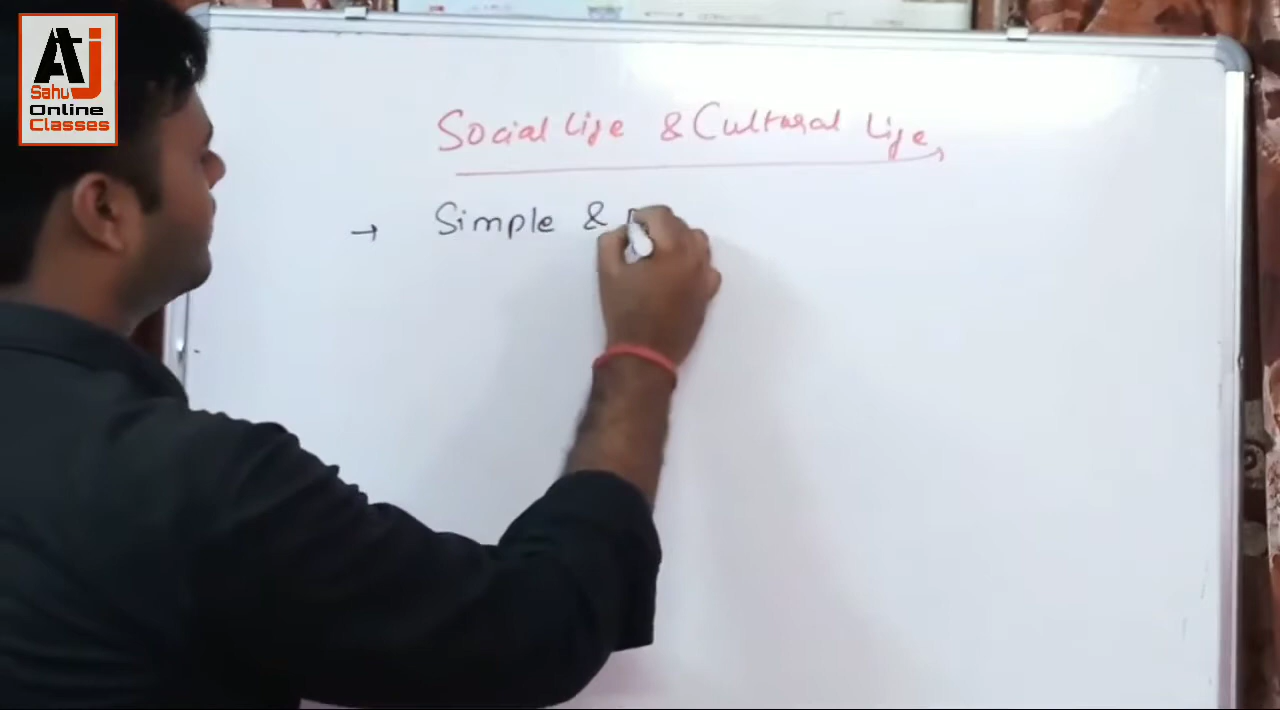 AJ
Sahu
Online
Classes
Social Life & Cultural Life
→ Simple &